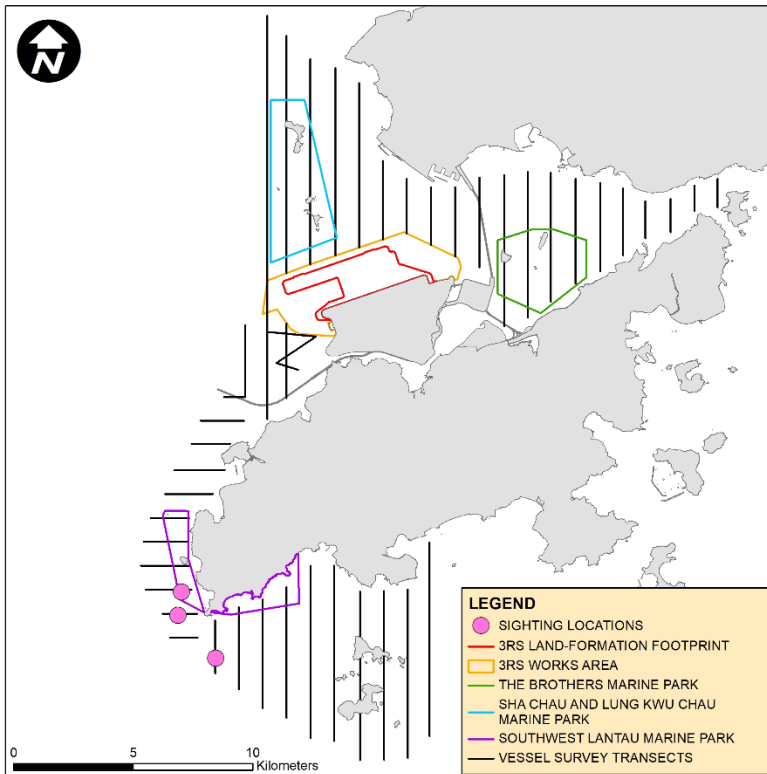 N
LEGEND
SIGHTING LOCATIONS
3RS LAND-FORMATION FOOTPRINT
3RS WORKS AREA
THE BROTHERS MARINE PARK
SHA CHAU AND LUNG KWU CHAU
MARINE PARK
SOUTHWEST LANTAU MARINE PARK
VESSEL SURVEY TRANSECTS
0 5 10
Kilometers